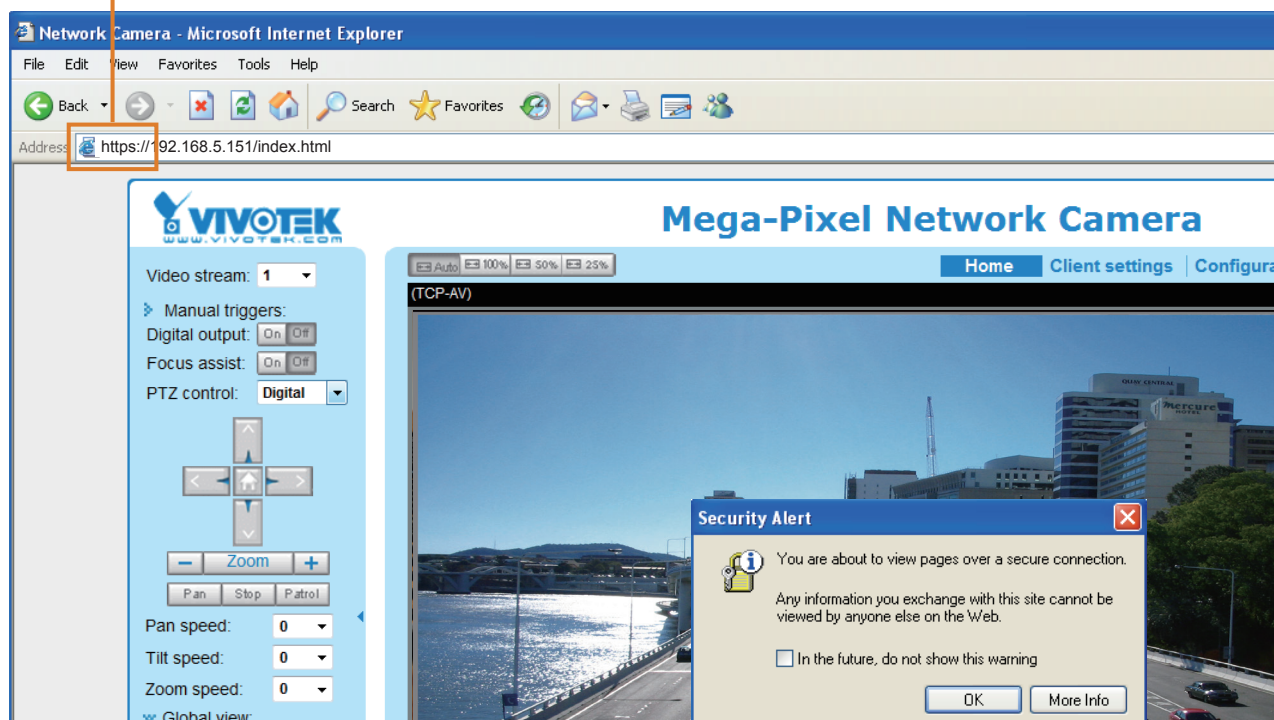 Network Camera - Microsoft Internet Explorer
File Edit View Favorites Tools Help
Back Search Favorites
Address https://192.168.5.151/index.html
VIVOTEK
www.vivotek.com
Mega-Pixel Network Camera
Auto 100% 50% 25%
Home Client settings Configura
(TCP-AV)
Video stream: 1
Manual triggers:
Digital output: On Off
Focus assist: On Off
PTZ control: Digital
Zoom
Pan Stop Patrol
Pan speed: 0
Tilt speed: 0
Zoom speed: 0
Global view:
QUAY CENTRAL
Mercure
HOTEL
Security Alert
You are about to view pages over a secure connection.
Any information you exchange with this site cannot be
viewed by anyone else on the Web.
In the future, do not show this warning
OK More Info